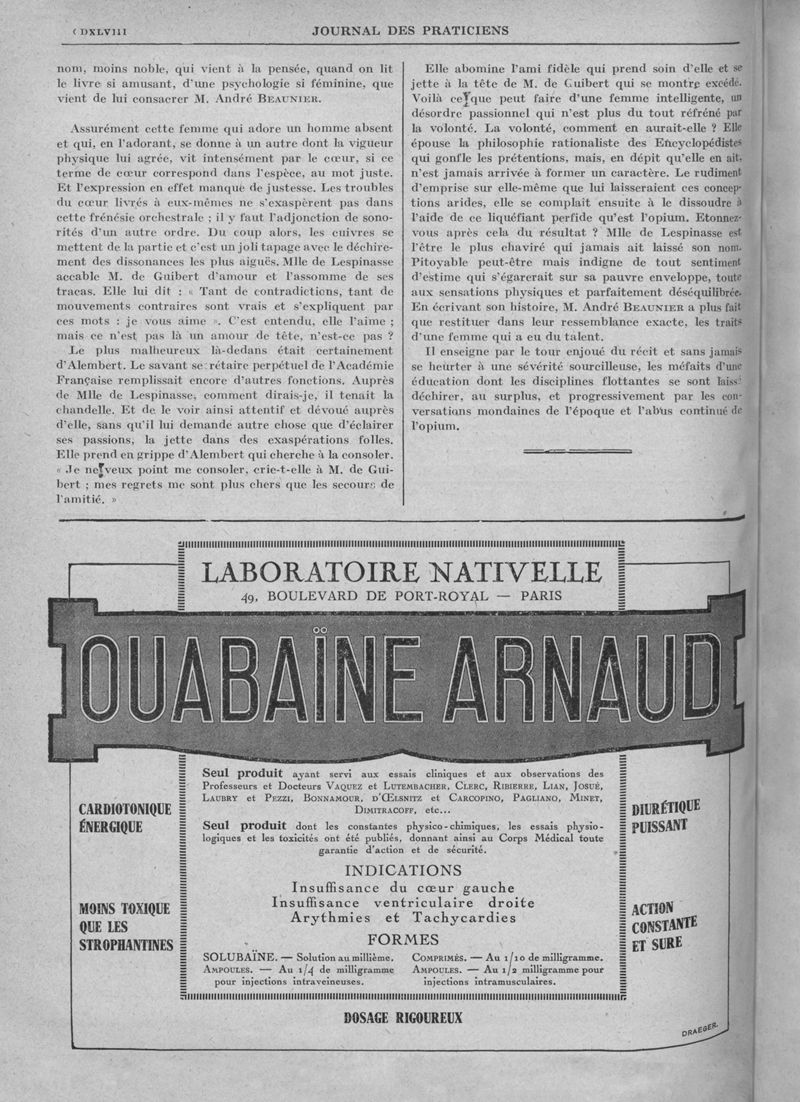 ( DXLVIII
JOURNAL DES PRATICIENS
nom, moins noble, qui vient à la pensée, quand on lit
le livre si amusant, d'une psychologie si féminine, que
vient de lui consacrer M. André BEAUNIER.
Assurément cette femme qui adore un homme absent
et qui, en l'adorant, se donne à un autre dont la vigueur
physique lui agrée, vit intensément par le cœur, si ce
terme de cœur correspond dans l'espèce, au mot juste.
Et l'expression en effet manque de justesse. Les troubles
du cœur livrés à eux-mêmes ne s'exaspèrent pas dans
cette frénésie orchestrale ; il y faut l'adjonction de sono-
rités d'un autre ordre. Du coup alors, les cuivres se
mettent de la partie et c'est un joli tapage avec le déchire-
ment des dissonances les plus aiguës. Mlle de Lespinasse
accable M. de Guibert d'amour et l'assomme de ses
tracas. Elle lui dit : « Tant de contradictions, tant de
mouvements contraires sont vrais et s'expliquent par
ces mots : je vous aime ». C'est entendu, elle l'aime ;
mais ce n'est pas là un amour de tête, n'est-ce pas ?
Le plus malheureux là-dedans était certainement
d'Alembert. Le savant secrétaire perpétuel de l'Académie
Française remplissait encore d'autres fonctions. Auprès
de Mlle de Lespinasse, comment dirais-je, il tenait la
chandelle. Et de le voir ainsi attentif et dévoué auprès
d'elle, sans qu'il lui demande autre chose que d'éclairer
ses passions, la jette dans des exaspérations folles.
Elle prend en grippe d'Alembert qui cherche à la consoler.
« Je ne veux point me consoler, crie-t-elle à M. de Gui-
bert ; mes regrets me sont plus chers que les secours de
l'amitié. »
Elle abomine l'ami fidèle qui prend soin d'elle et se
jette à la tête de M. de Guibert qui se montre excédé.
Voilà ce que peut faire d'une femme intelligente, un
désordre passionnel qui n'est plus du tout réfréné par
la volonté. La volonté, comment en aurait-elle ? Elle
épouse la philosophie rationaliste des Encyclopédistes
qui gonfle les prétentions, mais, en dépit qu'elle en ait,
n'est jamais arrivée à former un caractère. Le rudiment
d'emprise sur elle-même que lui laisseraient ces concep-
tions arides, elle se complait ensuite à le dissoudre à
l'aide de ce liquéfiant perfide qu'est l'opium. Etonnez-
vous après cela du résultat ? Mlle de Lespinasse est
l'être le plus chaviré qui jamais ait laissé son nom.
Pitoyable peut-être mais indigne de tout sentiment
d'estime qui s'égarerait sur sa pauvre enveloppe, toute
aux sensations physiques et parfaitement déséquilibrée.
En écrivant son histoire, M. André BEAUNIER a plus fait
que restituer dans leur ressemblance exacte, les traits
d'une femme qui a eu du talent.
Il enseigne par le tour enjoué du récit et sans jamais
se heurter à une sévérité sourcilleuse, les méfaits d'une
éducation dont les disciplines flottantes se sont laissé
déchirer, au surplus, et progressivement par les con-
versations mondaines de l'époque et l'abus continué de
l'opium.
LABORATOIRE NATIVELLE
49, BOULEVARD DE PORT-ROYAL — PARIS
OUABAÏNE ARNAUD
Seul produit ayant servi aux essais cliniques et aux observations des
Professeurs et Docteurs VAQUEZ et LUTEMBACHER, CLERC, RIBIERRE, LIAN, JOSUÉ,
LAUBRY et PEZZI, BONNAMOUR, D'ŒLSNITZ et CARCOPINO, PAGLIANO, MINET,
DIMITRACOFF, etc...
Seul produit dont les constantes physico-chimiques, les essais physio-
logiques et les toxicités ont été publiés, donnant ainsi au Corps Médical toute
garantie d'action et de sécurité.
CARDIOTONIQUE
ÉNERGIQUE
DIURÉTIQUE
PUISSANT
INDICATIONS
Insuffisance du cœur gauche
Insuffisance ventriculaire droite
Arythmies et Tachycardies
MOINS TOXIQUE
QUE LES
STROPHANTINES
ACTION
CONSTANTE
ET SURE
FORMES
SOLUBAÏNE. — Solution au millième.
AMPOULES. — Au 1/4 de milligramme
pour injections intraveineuses.
COMPRIMÉS. — Au 1/10 de milligramme.
AMPOULES. — Au 1/2 milligramme pour
injections intramusculaires.
DOSAGE RIGOUREUX
DRAEGER.